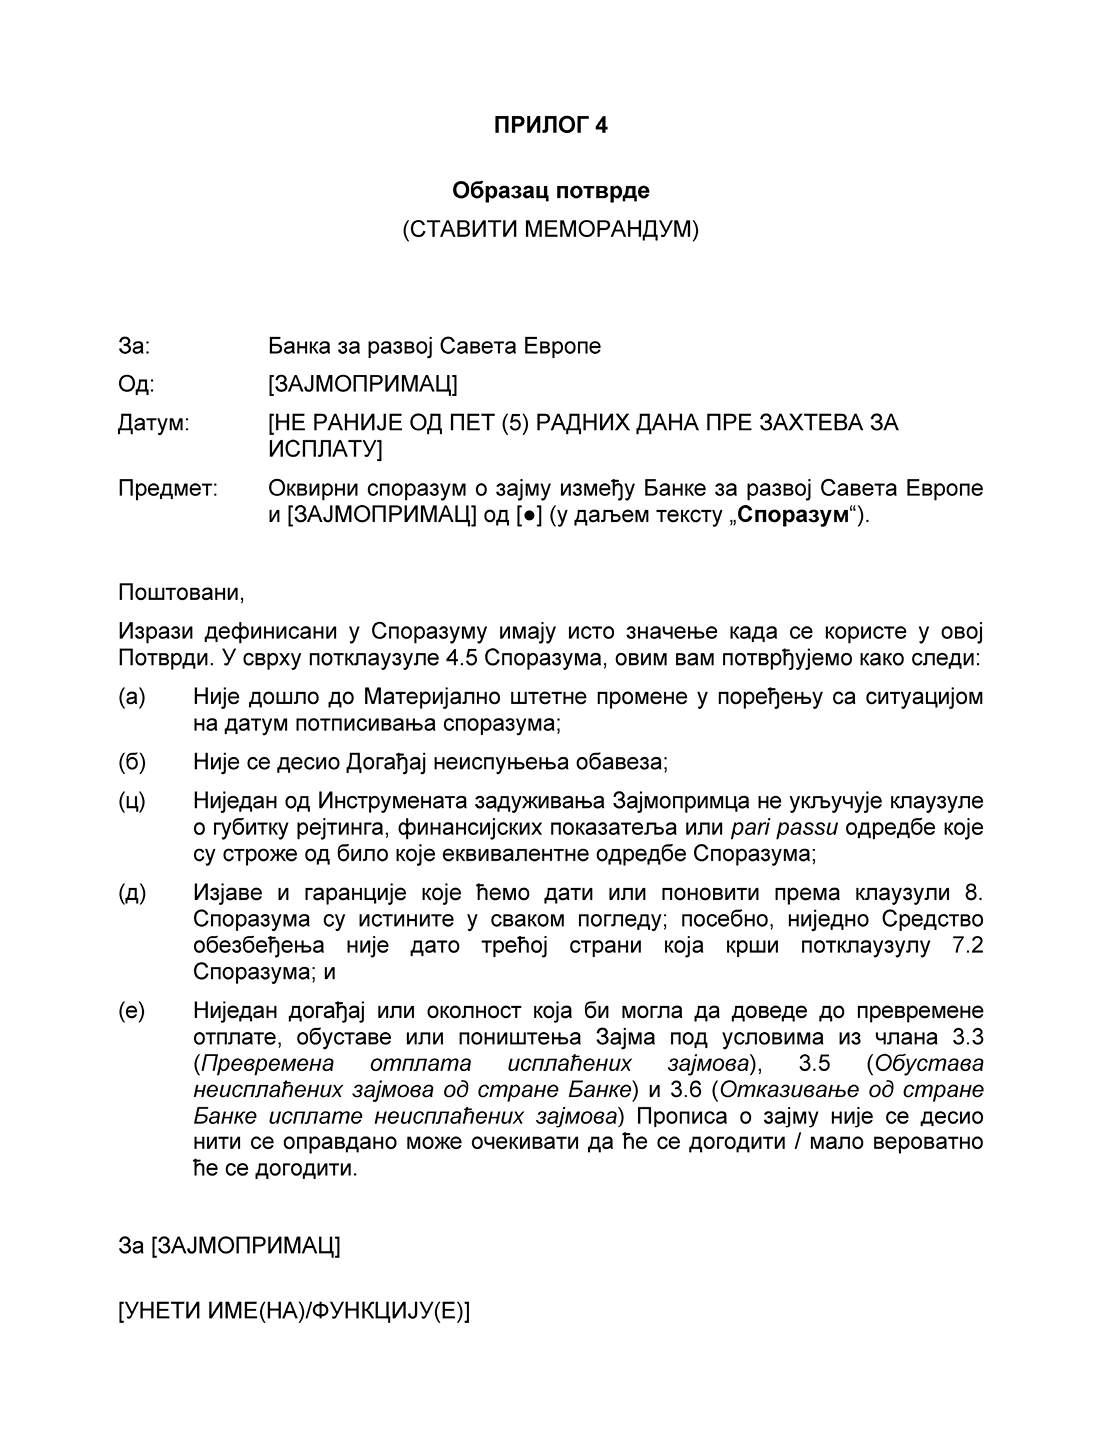 ПРИЛОГ 4
Образац потврде
(СТАВИТИ МЕМОРАНДУМ)
За: Банка за развој Савета Европе
Од: [ЗАЈМОПРИМАЦ]
Датум: [НЕ РАНИЈЕ ОД ПЕТ (5) РАДНИХ ДАНА ПРЕ ЗАХТЕВА ЗА
ИСПЛАТУ]
Предмет: Оквирни споразум о зајму између Банке за развој Савета Европе
и [ЗАЈМОПРИМАЦ] од [●] (у даљем тексту „Споразум“).
Поштовани,
Изрази дефинисани у Споразуму имају исто значење када се користе у овој
Потврди. У сврху потклаузуле 4.5 Споразума, овим вам потврђујемо како следи:
(а) Није дошло до Материјално штетне промене у поређењу са ситуацијом
на датум потписивања споразума;
(б) Није се десио Догађај неиспуњења обавеза;
(ц) Ниједан од Инструмената задуживања Зајмопримца не укључује клаузуле
о губитку рејтинга, финансијских показатеља или pari passu одредбе које
су строже од било које еквивалентне одредбе Споразума;
(д) Изјаве и гаранције које ћемо дати или поновити према клаузули 8.
Споразума су истините у сваком погледу; посебно, ниједно Средство
обезбеђења није дато трећој страни која крши потклаузулу 7.2
Споразума; и
(е) Ниједан догађај или околност која би могла да доведе до превремене
отплате, обуставе или поништења Зајма под условима из члана 3.3
(Превремена отплата исплаћених зајмова), 3.5 (Обустава
неисплаћених зајмова од стране Банке) и 3.6 (Отказивање од стране
Банке исплате неисплаћених зајмова) Прописа о зајму није се десио
нити се оправдано може очекивати да ће се догодити / мало вероватно
ће се догодити.
За [ЗАЈМОПРИМАЦ]
[УНЕТИ ИМЕ(НА)/ФУНКЦИЈУ(Е)]